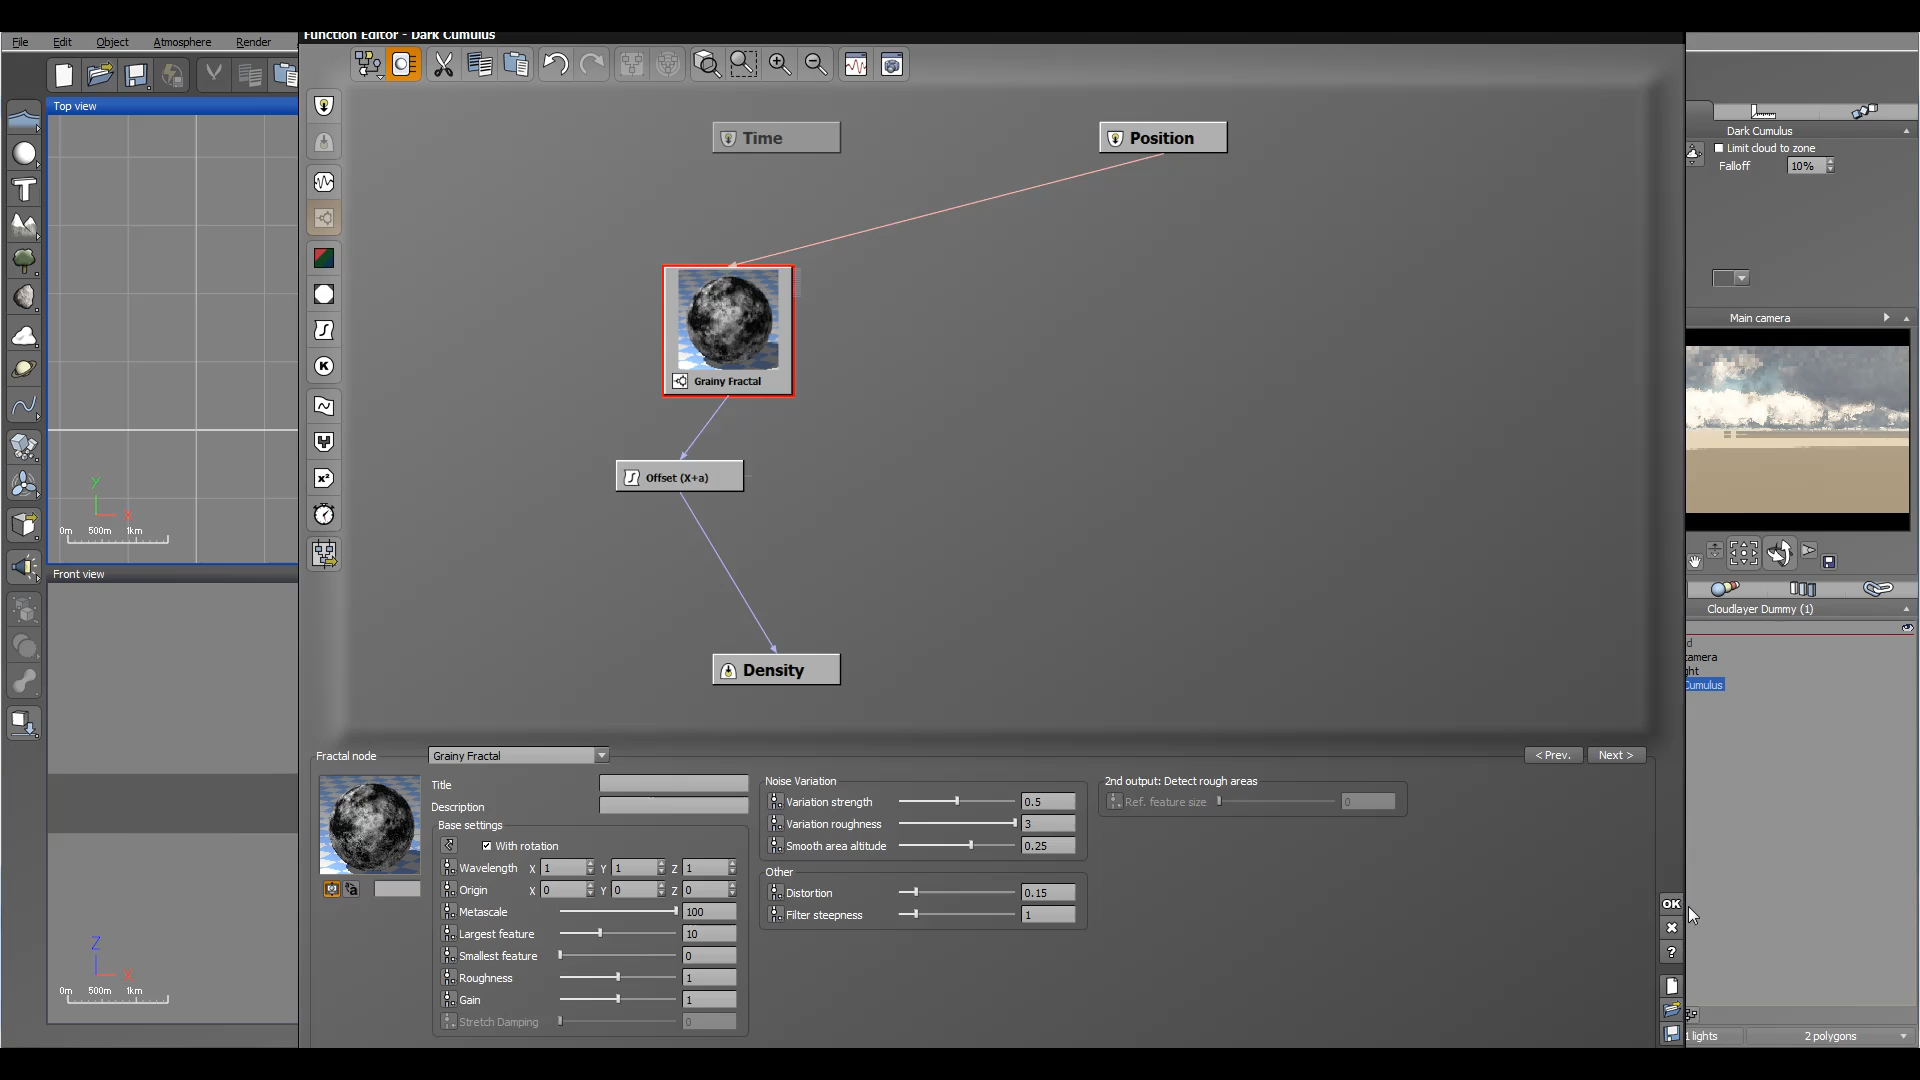 Function Editor - Dark Cumulus
File Edit Object Atmosphere Render
Top view
Time
Position
Dark Cumulus
Limit cloud to zone
Falloff 10%
Grainy Fractal
Main camera
Offset (X+a)
Y
X
0m 500m 1km
Front view
Cloudlayer Dummy (1)
Cumulus
Density
Fractal node Grainy Fractal
< Prev. Next >
Title
Description
Base settings
With rotation
Wavelength X 1 Y 1 Z 1
Origin X 0 Y 0 Z 0
Metascale 100
Largest feature 10
Smallest feature 0
Roughness 1
Gain 1
Stretch Damping 0
Noise Variation
Variation strength 0.5
Variation roughness 3
Smooth area altitude 0.25
Other
Distortion 0.15
Filter steepness 1
2nd output: Detect rough areas
Ref. feature size 0
OK
?
Z
X
0m 500m 1km
lights 2 polygons